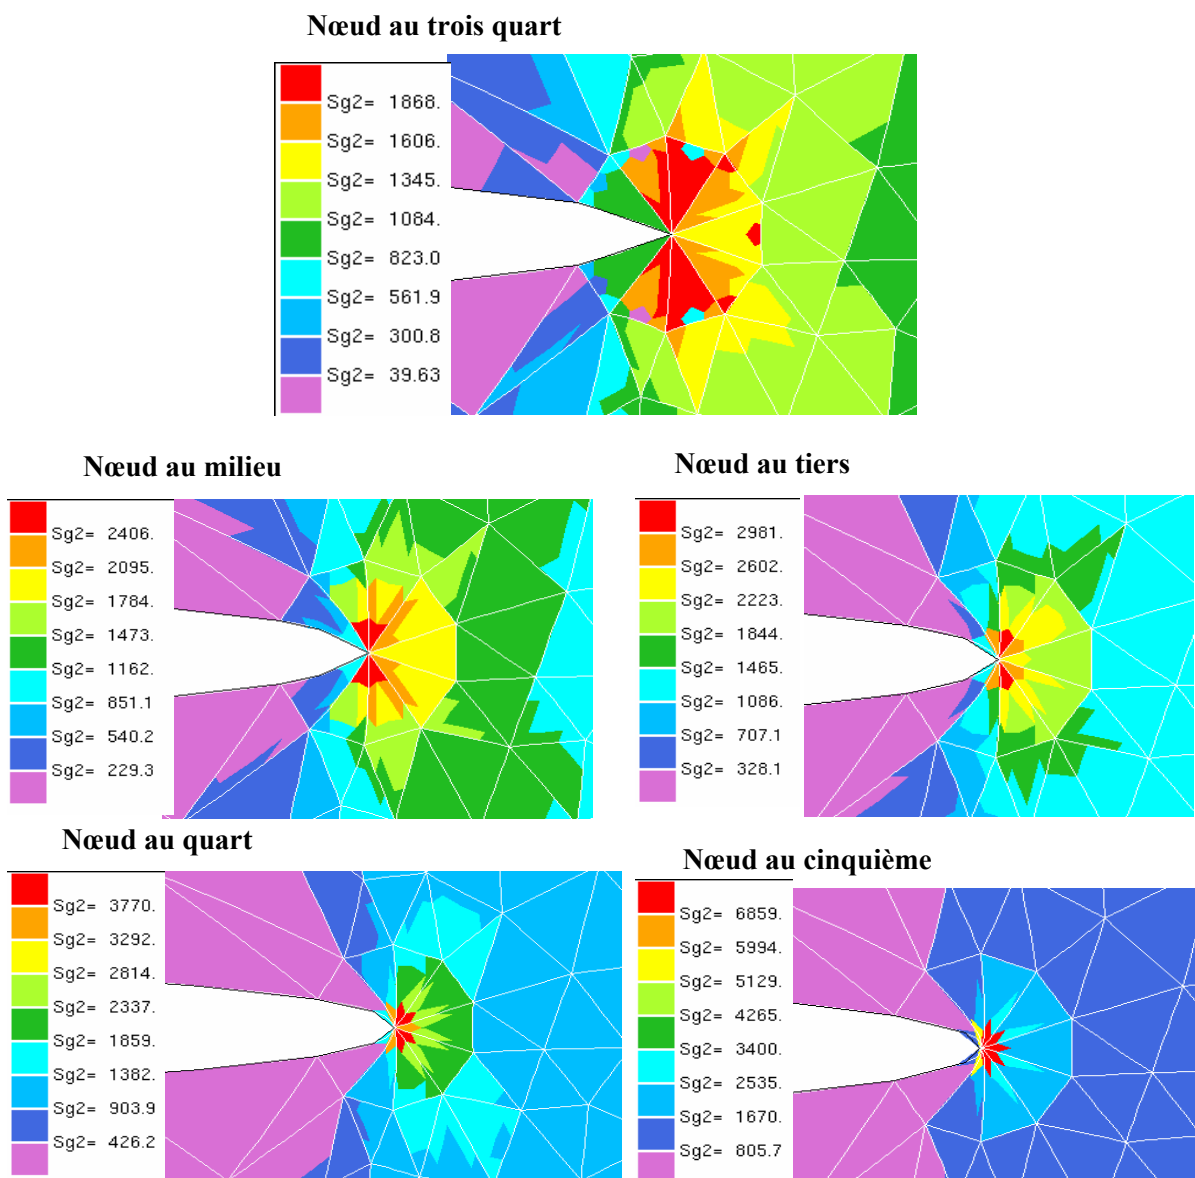 Nœud au trois quart
Sg2= 1868.
Sg2= 1606.
Sg2= 1345.
Sg2= 1084.
Sg2= 823.0
Sg2= 561.9
Sg2= 300.8
Sg2= 39.63
Nœud au milieu
Sg2= 2406.
Sg2= 2095.
Sg2= 1784.
Sg2= 1473.
Sg2= 1162.
Sg2= 851.1
Sg2= 540.2
Sg2= 229.3
Nœud au tiers
Sg2= 2981.
Sg2= 2602.
Sg2= 2223.
Sg2= 1844.
Sg2= 1465.
Sg2= 1086.
Sg2= 707.1
Sg2= 328.1
Nœud au quart
Sg2= 3770.
Sg2= 3292.
Sg2= 2814.
Sg2= 2337.
Sg2= 1859.
Sg2= 1382.
Sg2= 903.9
Sg2= 426.2
Nœud au cinquième
Sg2= 6859.
Sg2= 5994.
Sg2= 5129.
Sg2= 4265.
Sg2= 3400.
Sg2= 2535.
Sg2= 1670.
Sg2= 805.7